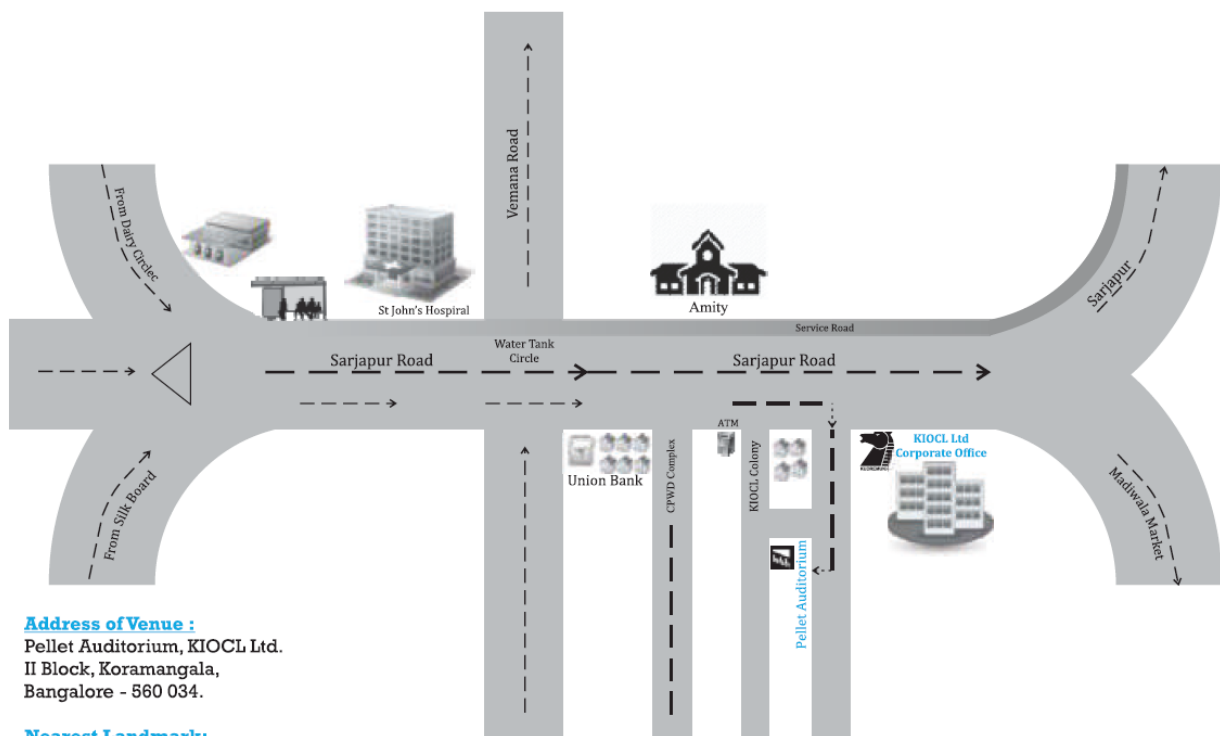 Vemana Road
From Dairy Circlec
St John's Hospiral
Amity
Sarjapur
Service Road
Water Tank
Circle
Sarjapur Road
Sarjapur Road
ATM
KIOCL Ltd
Corporate Office
Union Bank
CPWD Complex
KIOCL Colony
From Silk Board
Madiwala Market
Pellet Auditorium
Address of Venue :
Pellet Auditorium, KIOCL Ltd.
II Block, Koramangala,
Bangalore - 560 034.
Nearest Landmark: